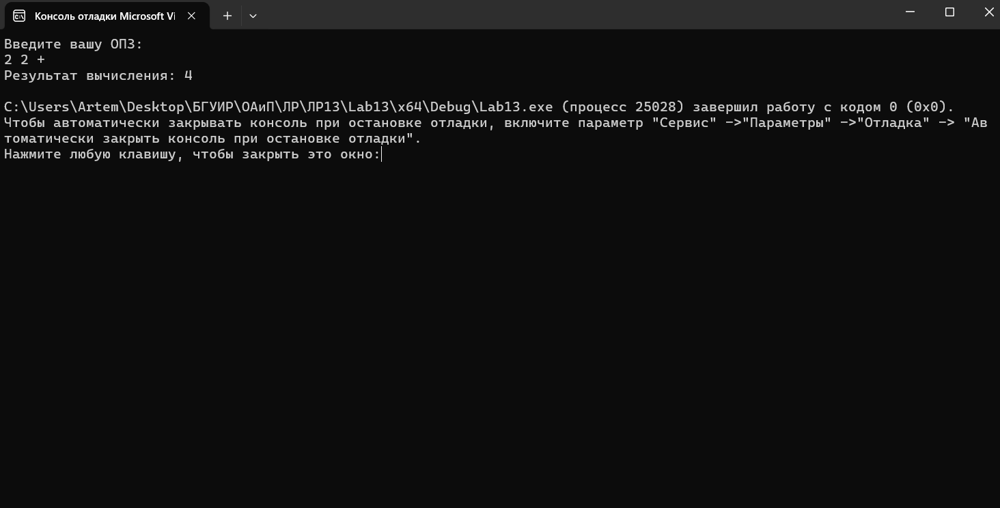 Консоль отладки Microsoft Vi
Введите вашу ОПЗ:
2 2 +
Результат вычисления: 4
C:\Users\Artem\Desktop\БГУИР\ОАиП\ЛР\ЛР13\Lab13\x64\Debug\Lab13.exe (процесс 25028) завершил работу с кодом 0 (0x0).
Чтобы автоматически закрывать консоль при остановке отладки, включите параметр "Сервис" ->"Параметры" ->"Отладка" -> "Ав
томатически закрыть консоль при остановке отладки".
Нажмите любую клавишу, чтобы закрыть это окно: